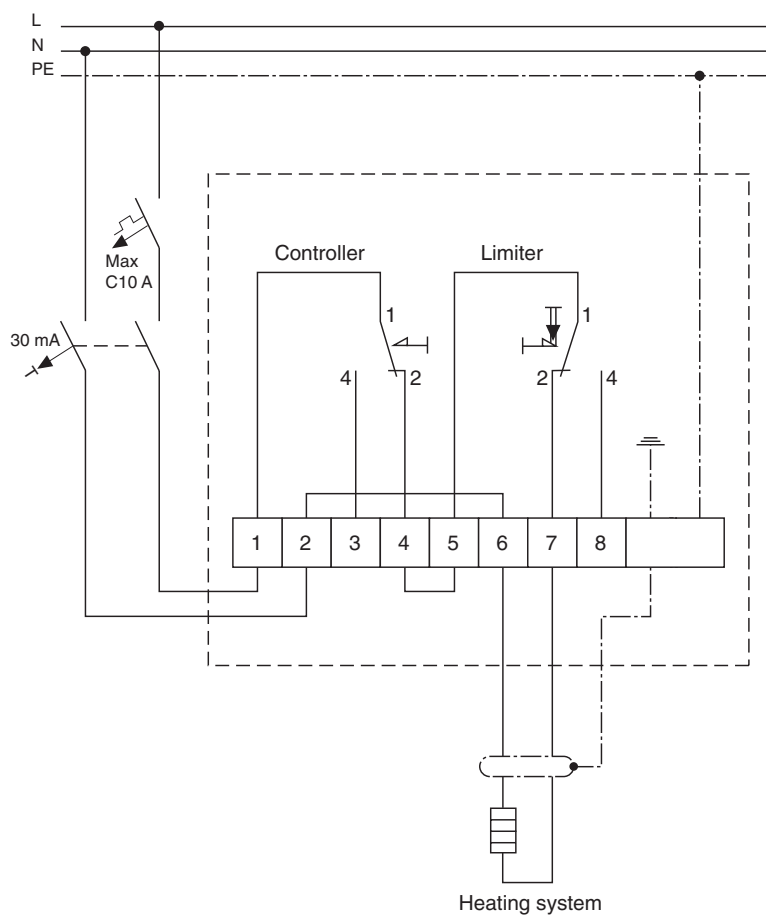 L
N
PE
Max
C10 A
30 mA
Controller
Limiter
1
1
4
2
2
4
1 2 3 4 5 6 7 8
Heating system